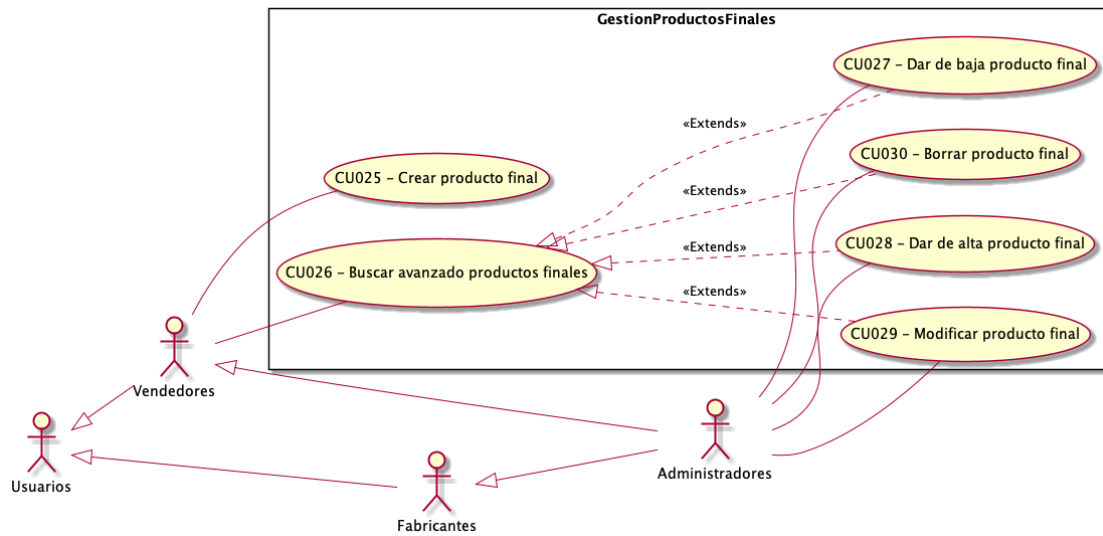 GestionProductosFinales
CU027 – Dar de baja producto final
«Extends»
CU030 – Borrar producto final
CU025 – Crear producto final
«Extends»
CU028 – Dar de alta producto final
«Extends»
CU026 – Buscar avanzado productos finales
«Extends»
CU029 – Modificar producto final
Vendedores
Administradores
Usuarios
Fabricantes